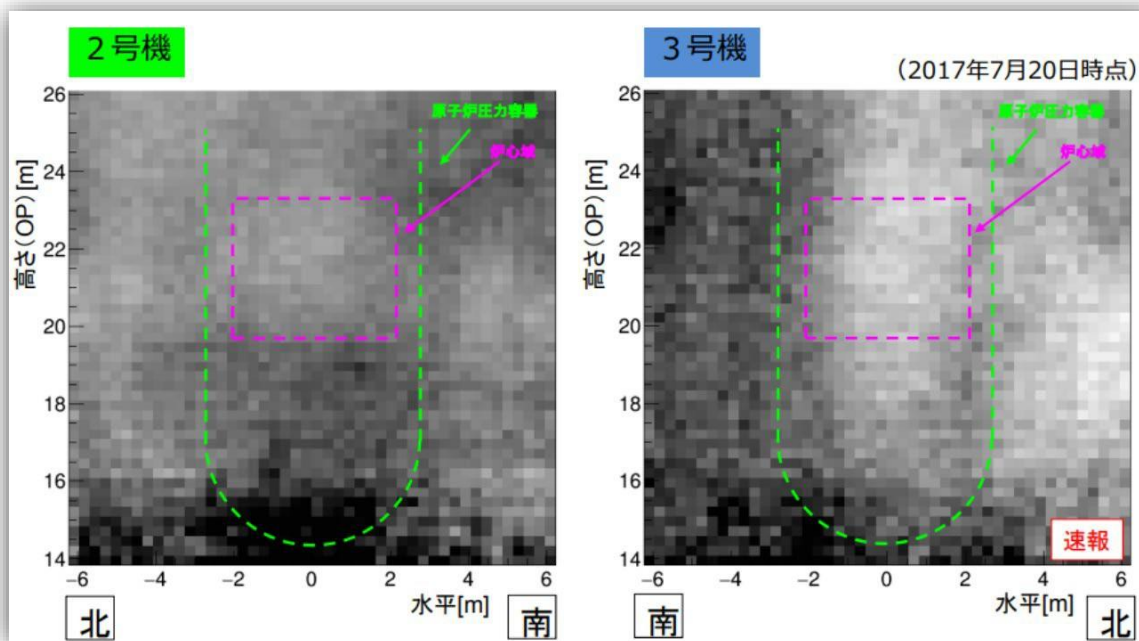 ２号機
３号機
（2017年7月20日時点）
高さ(OP)[m]
26
24
22
20
18
16
14
原子炉圧力容器
炉心域
−6
−4
−2
0
2
4
6
水平[m]
北
南
高さ(OP)[m]
26
24
22
20
18
16
14
原子炉圧力容器
炉心域
速報
−6
−4
−2
0
2
4
6
水平[m]
南
北